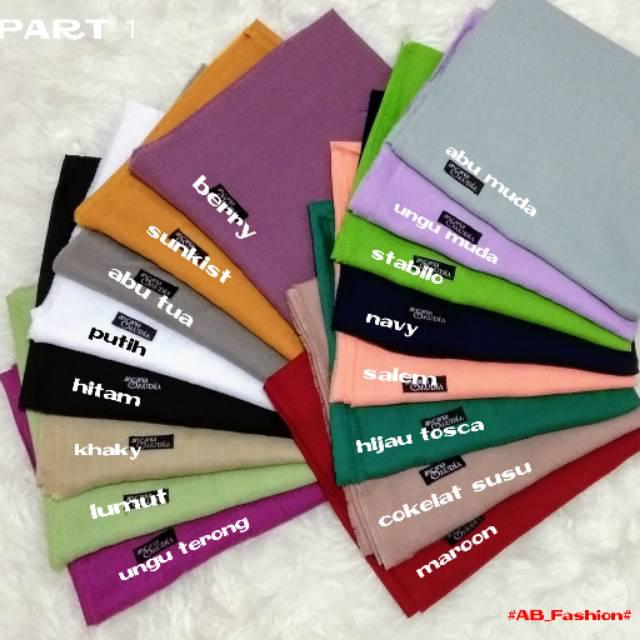 PART 1
berry
sunkist
abu tua
putih
hitam
khaky
lumut
ungu terong
abu muda
ungu muda
stabilo
navy
salem
hijau tosca
cokelat susu
maroon
#AB_Fashion#